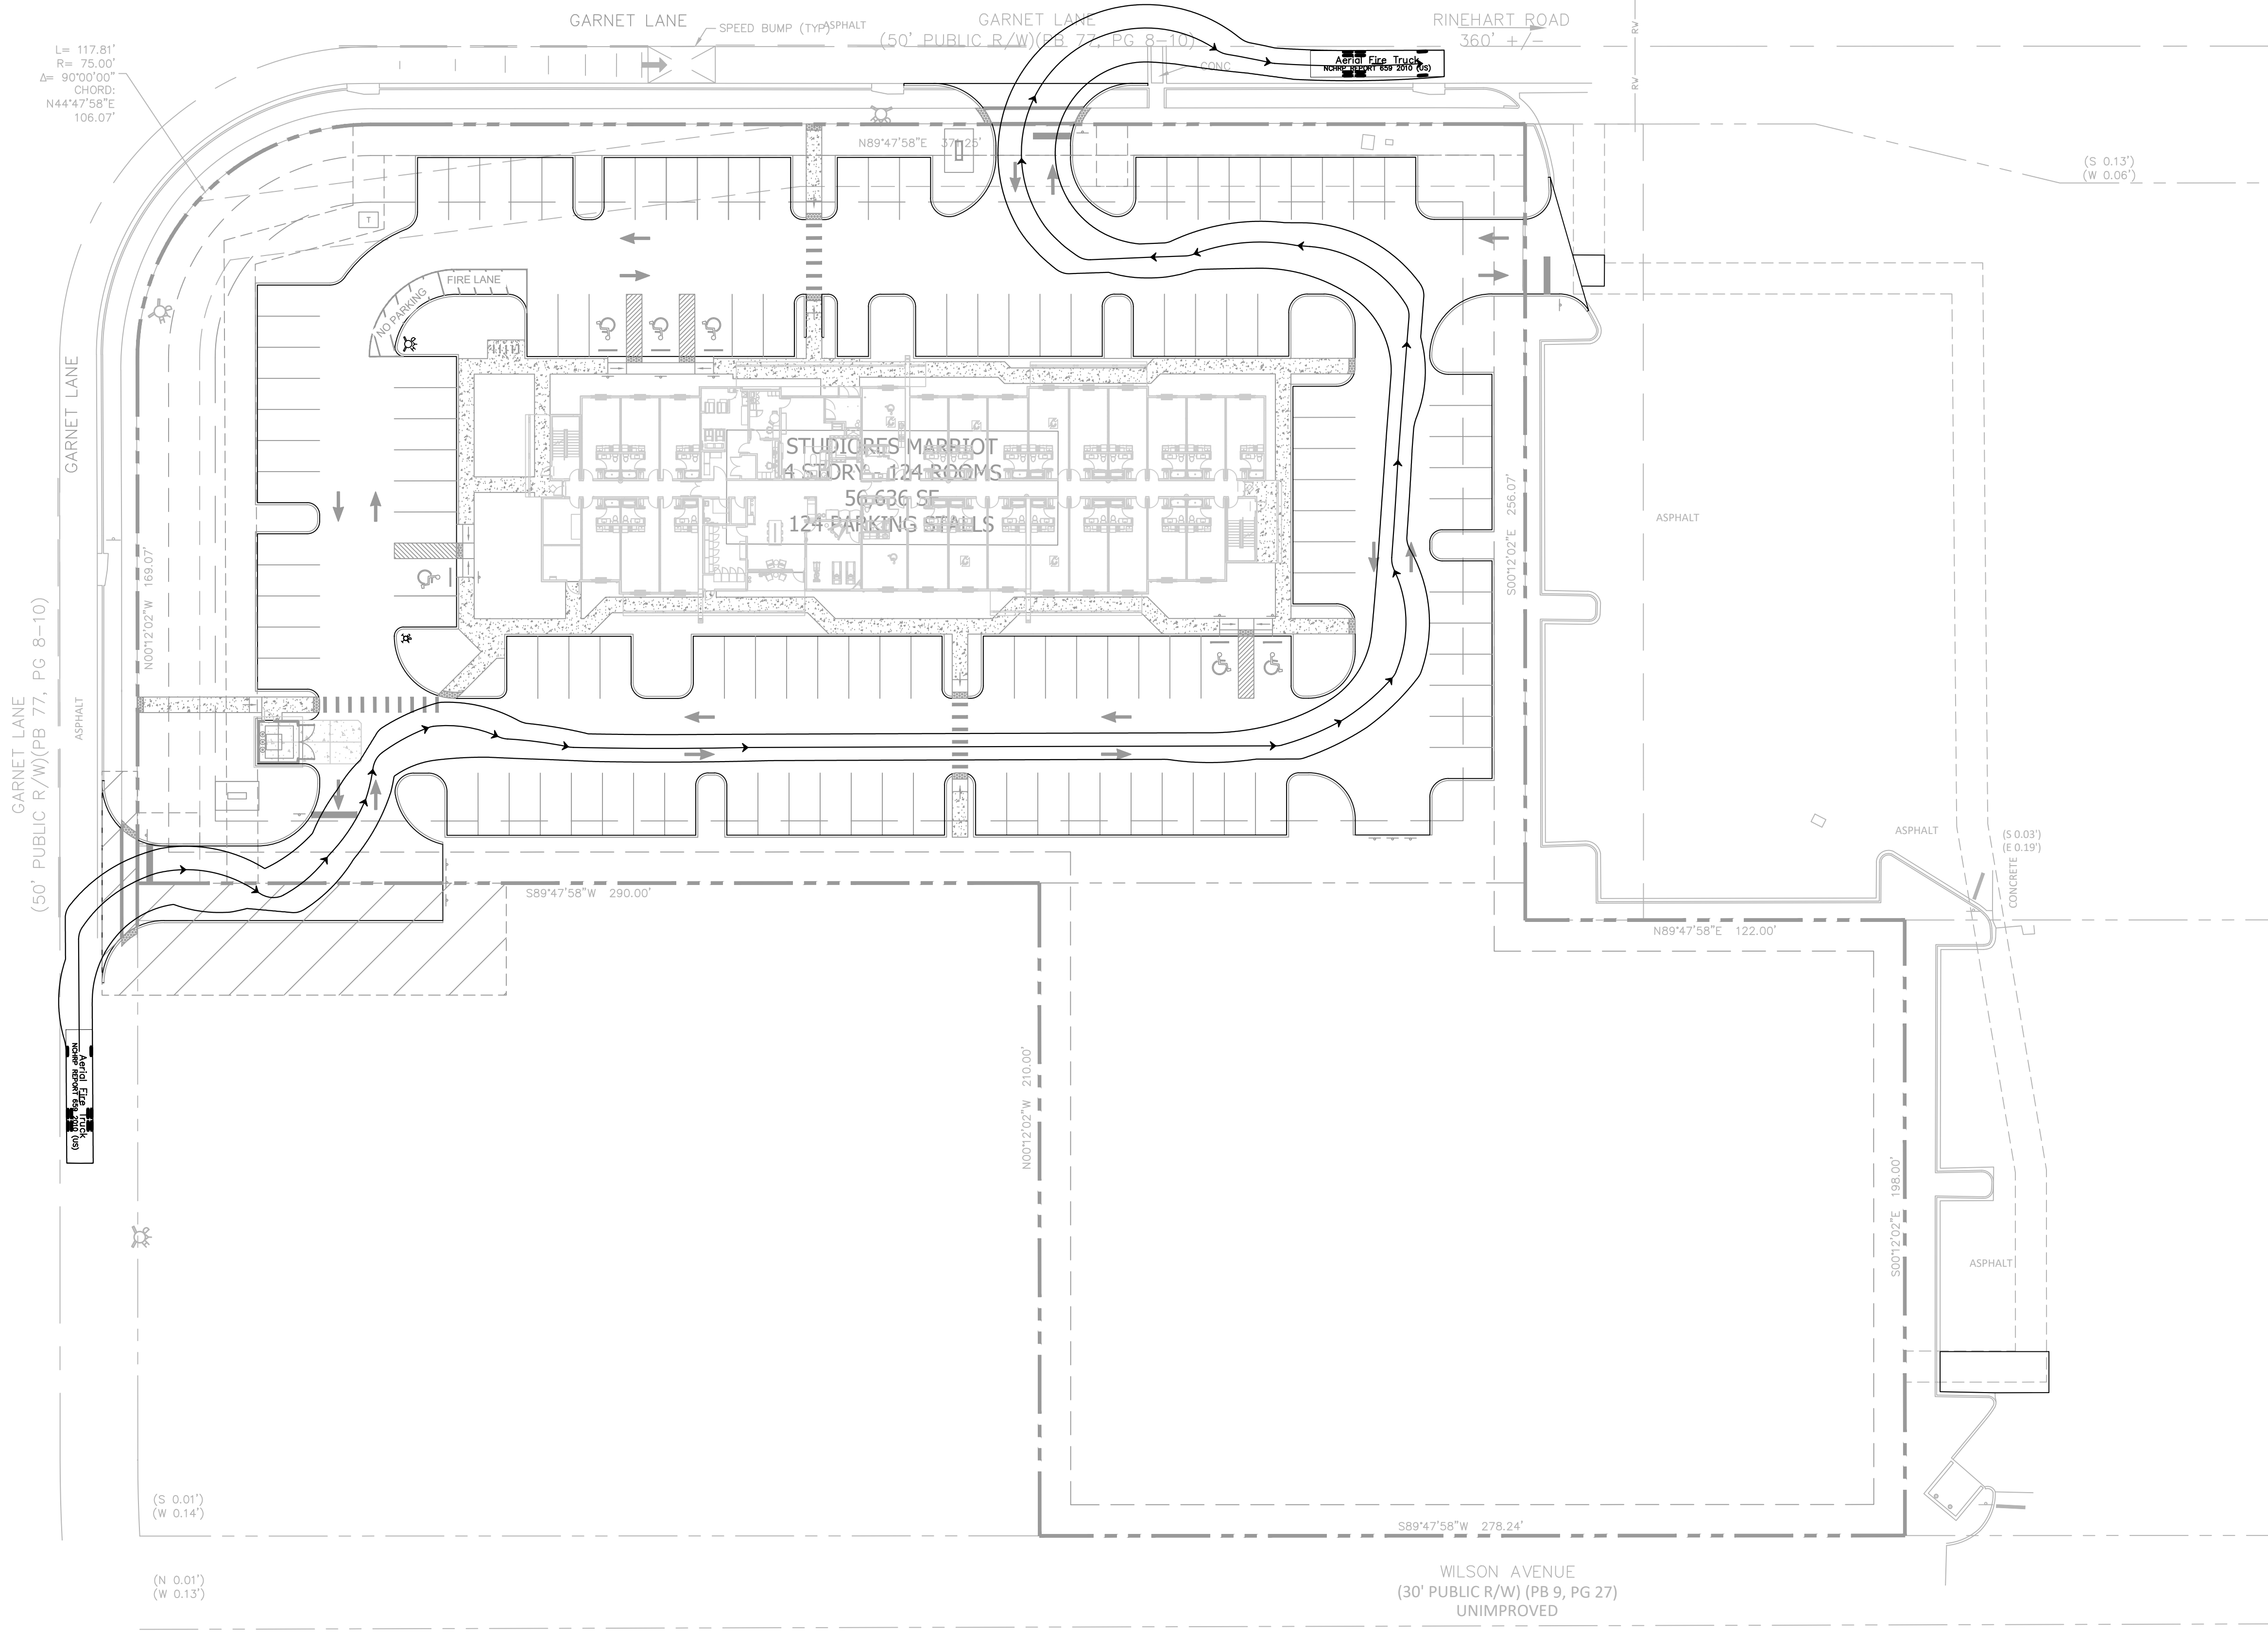 GARNET LANE
SPEED BUMP (TYP)
ASPHALT
GARNET LANE
(50' PUBLIC R/W)(PB 77, PG 8-10)
RINEHART ROAD
360' +/-
R/W
R/W
L= 117.81'
R= 75.00'
Δ= 90°00'00"
CHORD:
N44°47'58"E
106.07'
CONC
Aerial Fire Truck
NCHRP REPORT 659 2010 (US)
N89°47'58"E 371.25'
(S 0.13')
(W 0.06')
T
FIRE LANE
NO PARKING
GARNET LANE
STUDIORES MARRIOT
4 STORY - 124 ROOMS
56,636 SF
124 PARKING STALLS
S00°12'02"E 256.07'
ASPHALT
N00°12'02"W 169.07'
GARNET LANE
(50' PUBLIC R/W)(PB 77, PG 8-10)
ASPHALT
ASPHALT
(S 0.03')
(E 0.19')
CONCRETE
S89°47'58"W 290.00'
N89°47'58"E 122.00'
Aerial Fire Truck
NCHRP REPORT 659 2010 (US)
N00°12'02"W 210.00'
S00°12'02"E 198.00'
ASPHALT
(S 0.01')
(W 0.14')
S89°47'58"W 278.24'
(N 0.01')
(W 0.13')
WILSON AVENUE
(30' PUBLIC R/W) (PB 9, PG 27)
UNIMPROVED